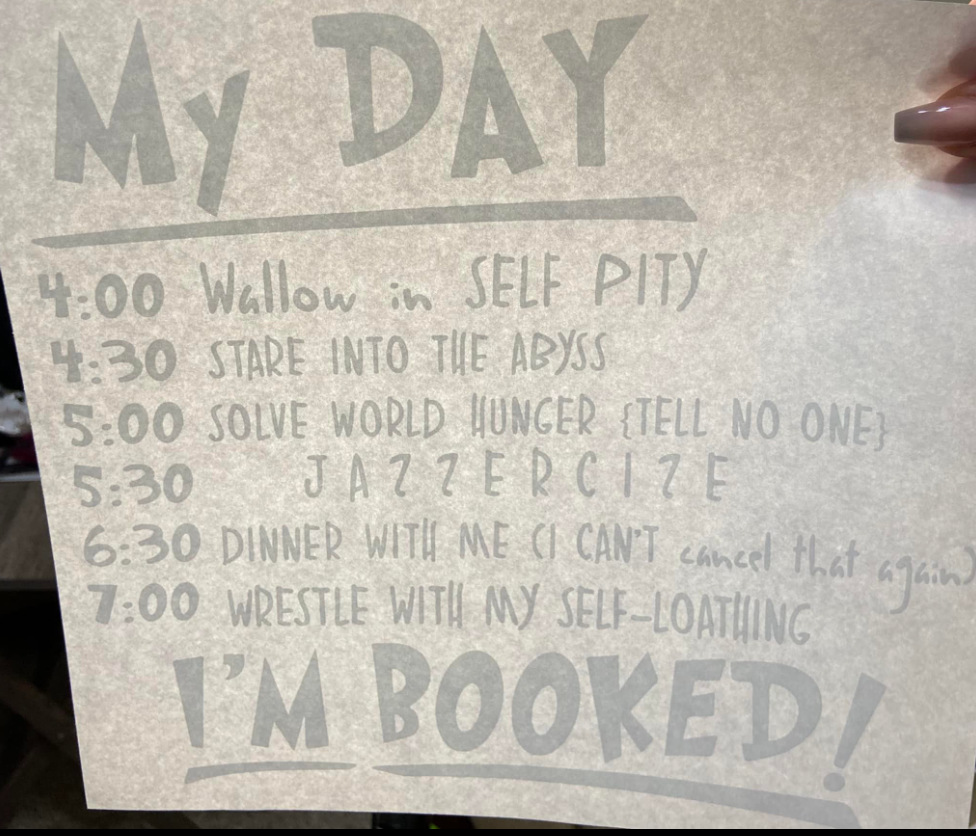 My DAY
4:00 Wallow in SELF PITY
4:30 STARE INTO THE ABYSS
5:00 SOLVE WORLD HUNGER {TELL NO ONE}
5:30 JAZZERCIZE
6:30 DINNER WITH ME (I CAN'T cancel that again)
7:00 WRESTLE WITH MY SELF-LOATHING
I'M BOOKED!